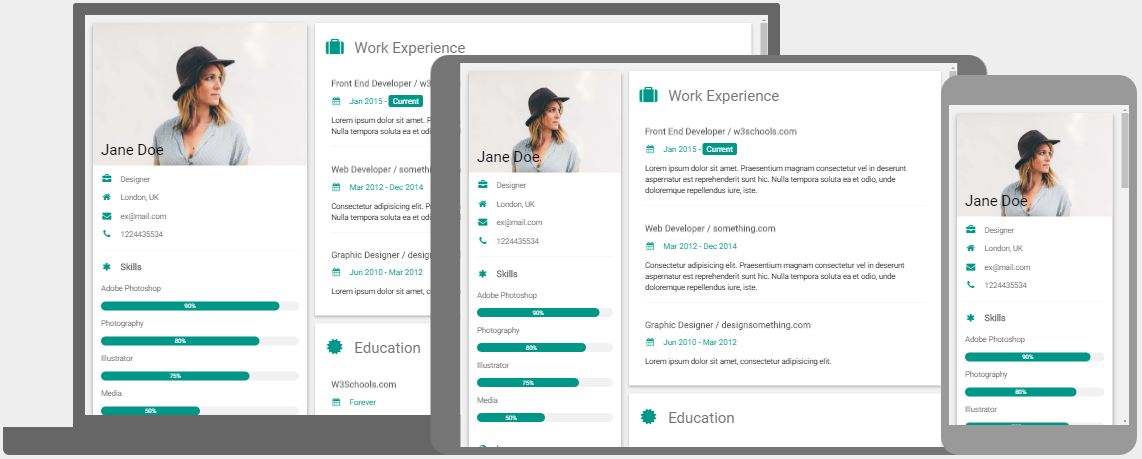 Jane Doe
Designer
London, UK
ex@mail.com
1224435534
Skills
Adobe Photoshop
90%
Photography
80%
Illustrator
75%
Media
50%
Work Experience
Front End Developer / w3
Jan 2015 - Current
Lorem ipsum dolor sit amet. P
Nulla tempora soluta ea et odi
Web Developer / someth
Mar 2012 - Dec 2014
Consectetur adipisicing elit. P
Nulla tempora soluta ea et odi
Graphic Designer / desig
Jun 2010 - Mar 2012
Lorem ipsum dolor sit amet, c
Education
W3Schools.com
Forever
Jane Doe
Designer
London, UK
ex@mail.com
1224435534
Skills
Adobe Photoshop
90%
Photography
80%
Illustrator
75%
Media
50%
Work Experience
Front End Developer / w3schools.com
Jan 2015 - Current
Lorem ipsum dolor sit amet. Praesentium magnam consectetur vel in deserunt
aspernatur est reprehenderit sunt hic. Nulla tempora soluta ea et odio, unde
doloremque repellendus iure, iste.
Web Developer / something.com
Mar 2012 - Dec 2014
Consectetur adipisicing elit. Praesentium magnam consectetur vel in deserunt
aspernatur est reprehenderit sunt hic. Nulla tempora soluta ea et odio, unde
doloremque repellendus iure, iste.
Graphic Designer / designsomething.com
Jun 2010 - Mar 2012
Lorem ipsum dolor sit amet, consectetur adipisicing elit.
Education
Jane Doe
Designer
London, UK
ex@mail.com
1224435534
Skills
Adobe Photoshop
90%
Photography
80%
Illustrator